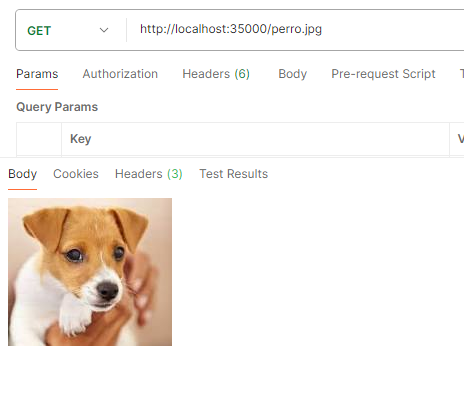 GET http://localhost:35000/perro.jpg
Params Authorization Headers (6) Body Pre-request Script
Query Params
Key
Body Cookies Headers (3) Test Results